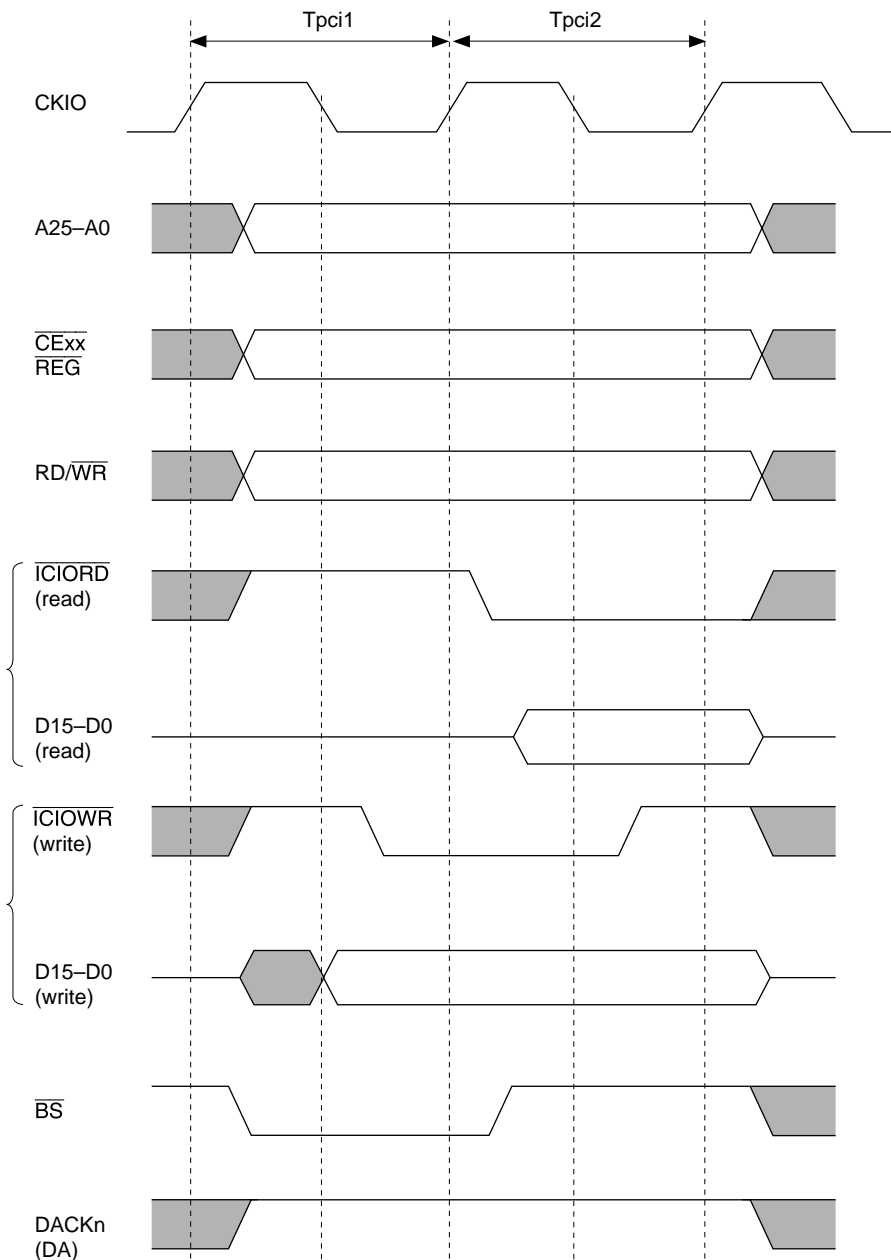 Tpci1
Tpci2
CKIO
A25–A0
CExx
REG
RD/WR
ICIORD
(read)
D15–D0
(read)
ICIOWR
(write)
D15–D0
(write)
BS
DACKn
(DA)